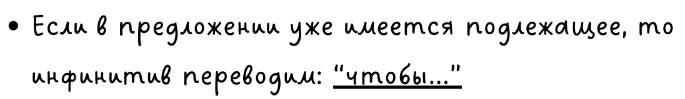 • Если в предложении уже имеется подлежащее, то
инфинитив переводим: “чтобы...”